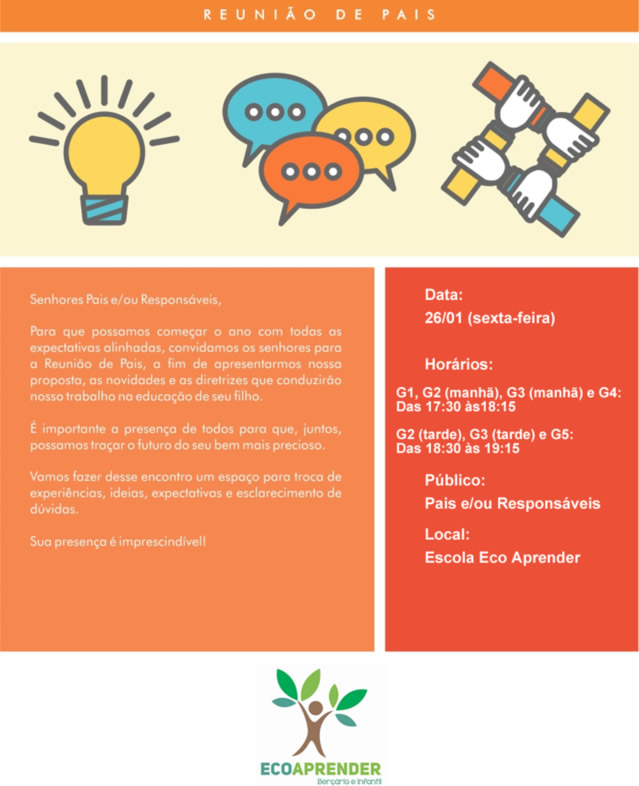 REUNIÃO DE PAIS
Senhores Pais e/ou Responsáveis,
Para que possamos começar o ano com todas as
expectativas alinhadas, convidamos os senhores para
a Reunião de Pais, a fim de apresentarmos nossa
proposta, as novidades e as diretrizes que conduzirão
nosso trabalho na educação de seu filho.
É importante a presença de todos para que, juntos,
possamos traçar o futuro do seu bem mais precioso.
Vamos fazer desse encontro um espaço para troca de
experiências, ideias, expectativas e esclarecimento de
dúvidas.
Sua presença é imprescindível!
Data:
26/01 (sexta-feira)
Horários:
G1, G2 (manhã), G3 (manhã) e G4:
Das 17:30 às18:15
G2 (tarde), G3 (tarde) e G5:
Das 18:30 às 19:15
Público:
Pais e/ou Responsáveis
Local:
Escola Eco Aprender
ECOAPRENDER
Berçário e Infantil